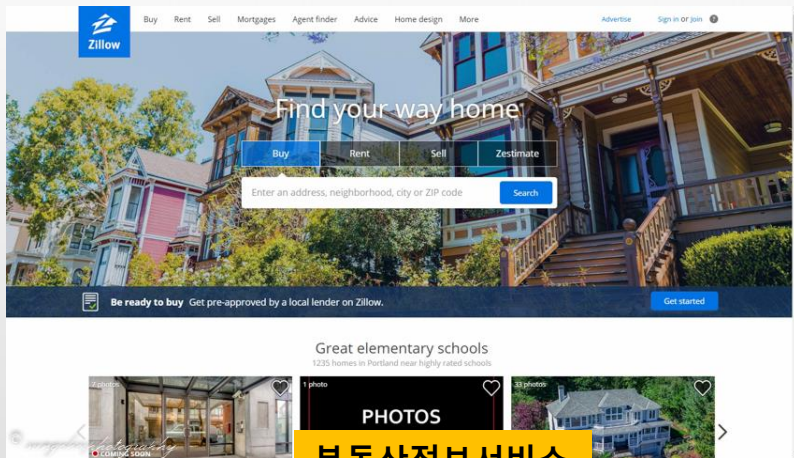 Zillow
Buy Rent Sell Mortgages Agent finder Advice Home design More
Advertise Sign in or Join ?
Find your way home
Buy Rent Sell Zestimate
Enter an address, neighborhood, city or ZIP code Search
Be ready to buy Get pre-approved by a local lender on Zillow. Get started
Great elementary schools
1235 homes in Portland near highly rated schools
7 photos
1 photo
33 photos
PHOTOS
COMING SOON
부동산정보서비스